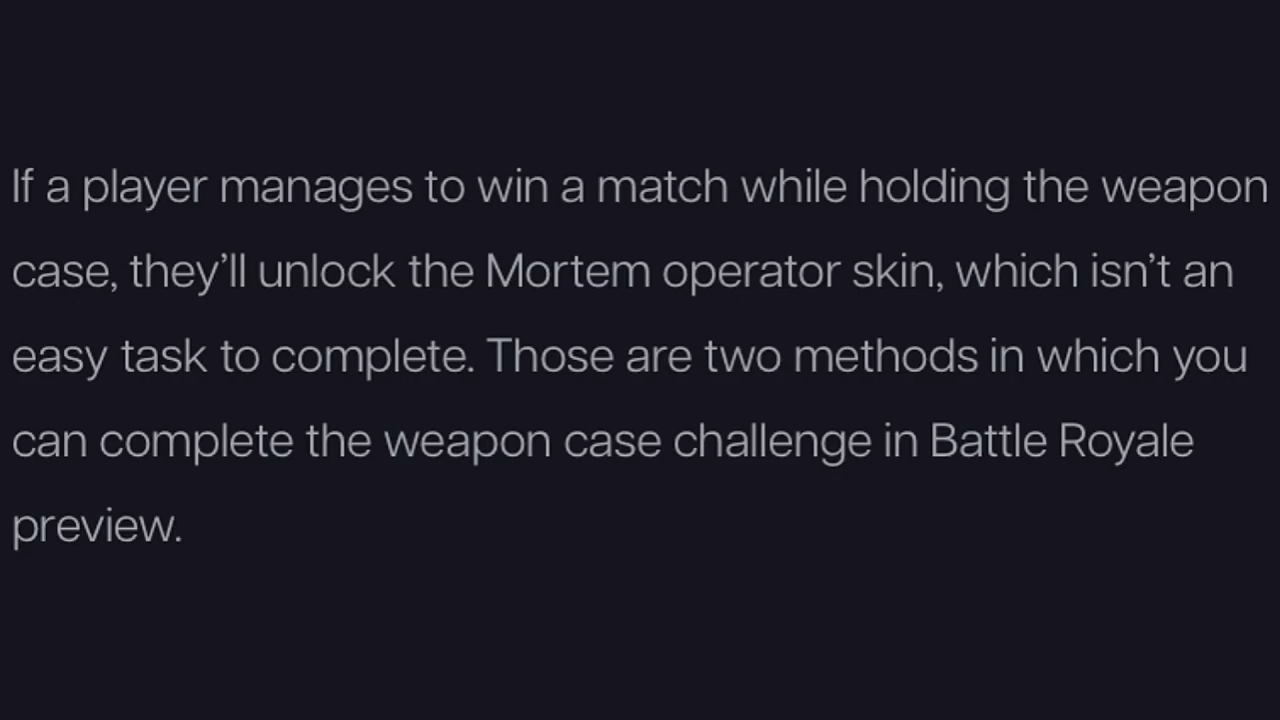 If a player manages to win a match while holding the weapon
case, they’ll unlock the Mortem operator skin, which isn’t an
easy task to complete. Those are two methods in which you
can complete the weapon case challenge in Battle Royale
preview.